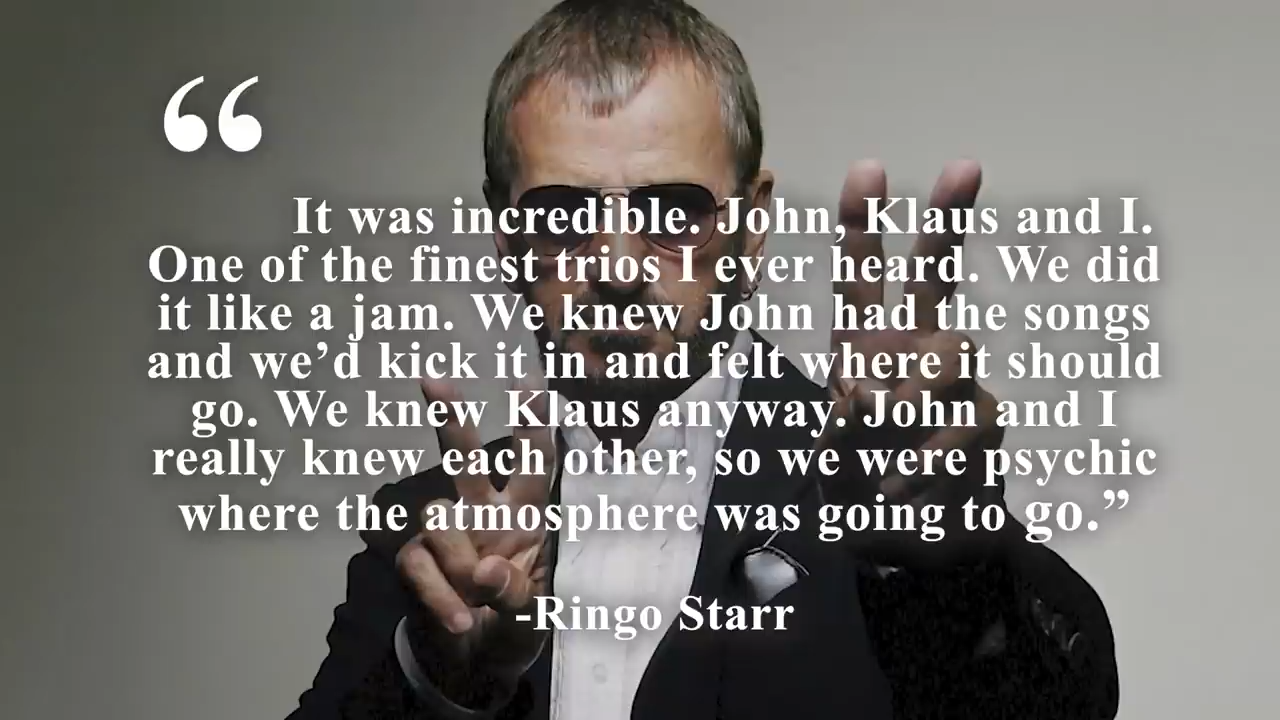 “
It was incredible. John, Klaus and I.
One of the finest trios I ever heard. We did
it like a jam. We knew John had the songs
and we’d kick it in and felt where it should
go. We knew Klaus anyway. John and I
really knew each other, so we were psychic
where the atmosphere was going to go.”
-Ringo Starr